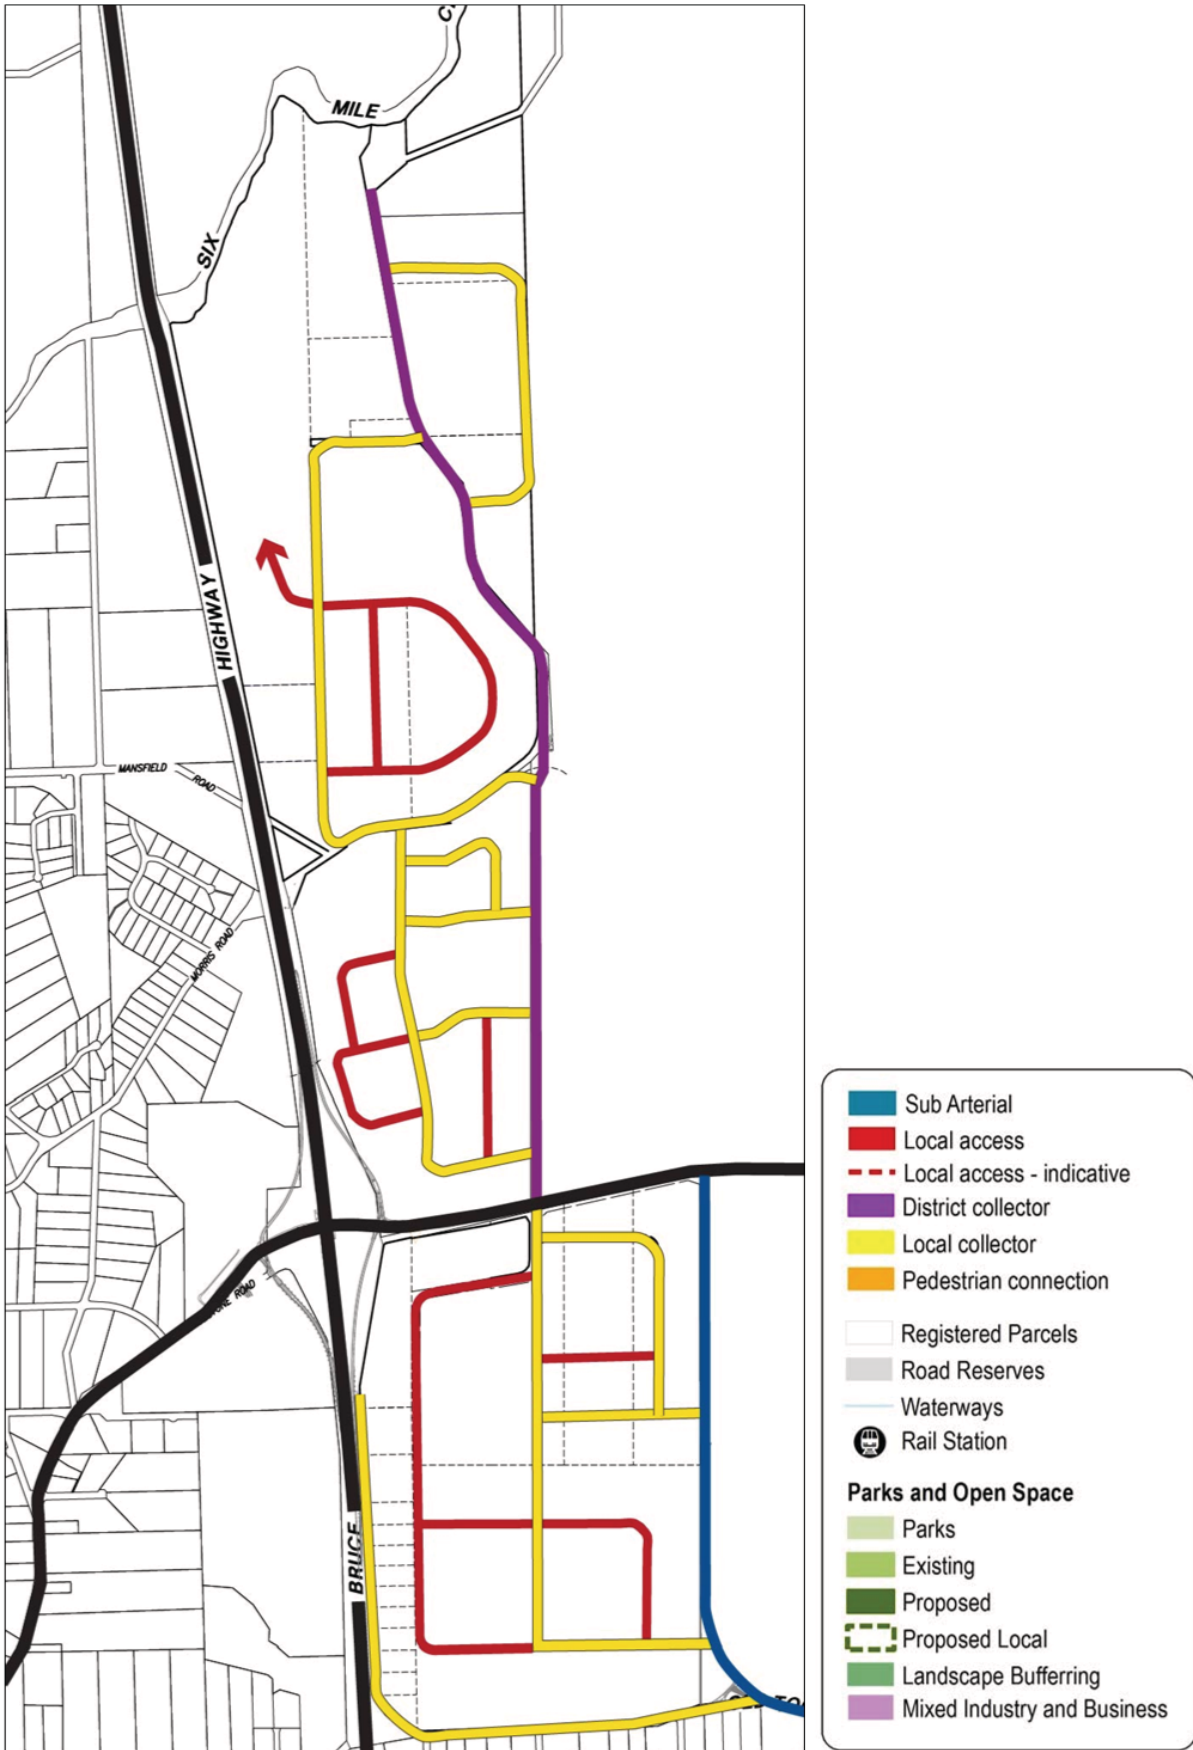 MILE
SIX
HIGHWAY
MANSFIELD
ROAD
MORRIS ROAD
ROAD
BRUCE
Sub Arterial
Local access
Local access - indicative
District collector
Local collector
Pedestrian connection
Registered Parcels
Road Reserves
Waterways
Rail Station
Parks and Open Space
Parks
Existing
Proposed
Proposed Local
Landscape Bufferring
Mixed Industry and Business